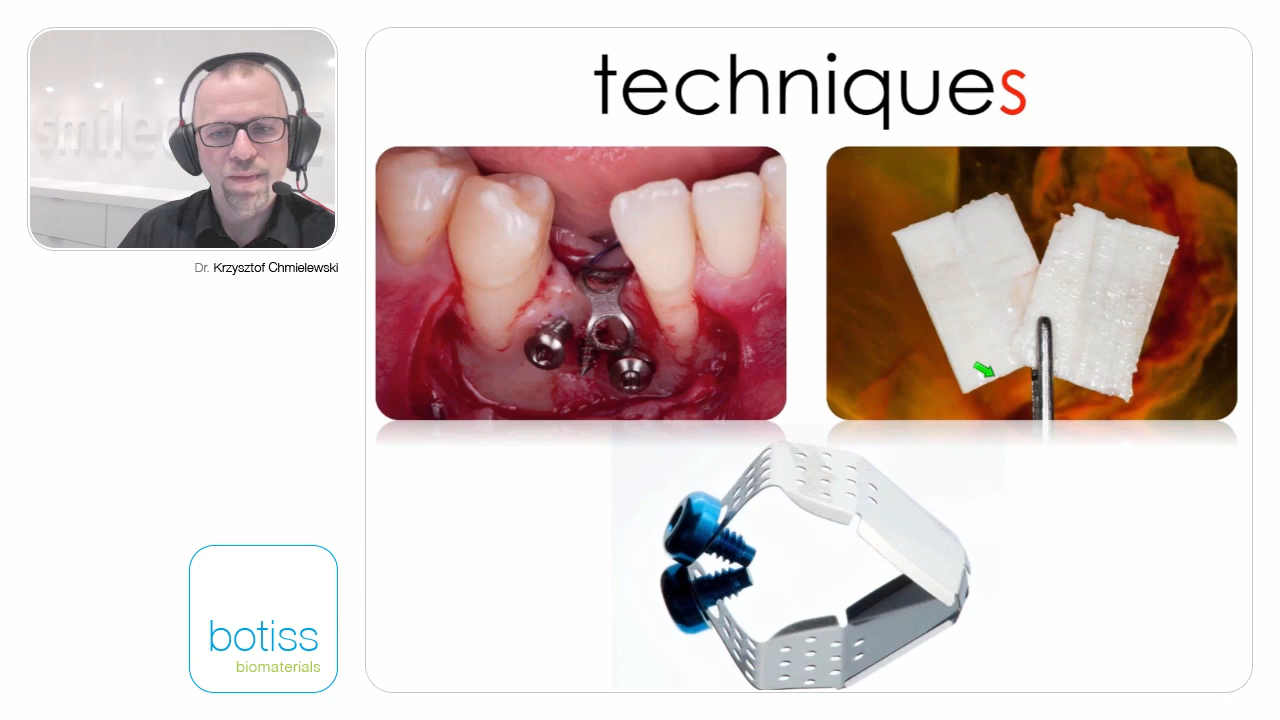 techniques
Dr. Krzysztof Chmielewski
botiss
biomaterials